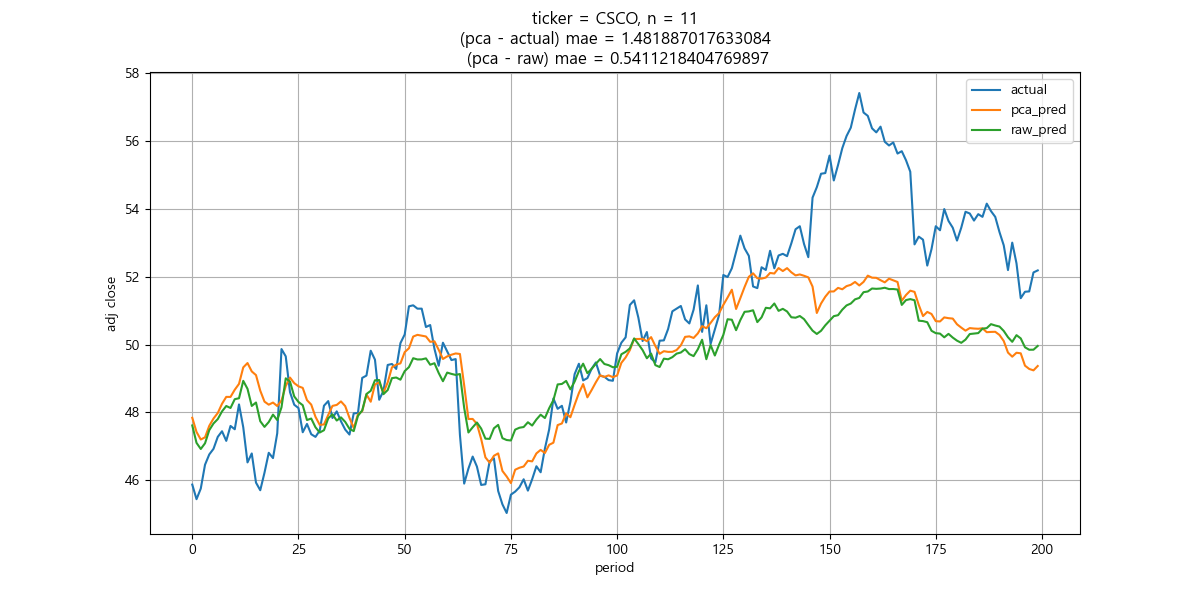 ticker = CSCO, n = 11
(pca - actual) mae = 1.481887017633084
(pca - raw) mae = 0.5411218404769897
58
56
54
52
50
48
46
adj close
actual
pca_pred
raw_pred
0 25 50 75 100 125 150 175 200
period